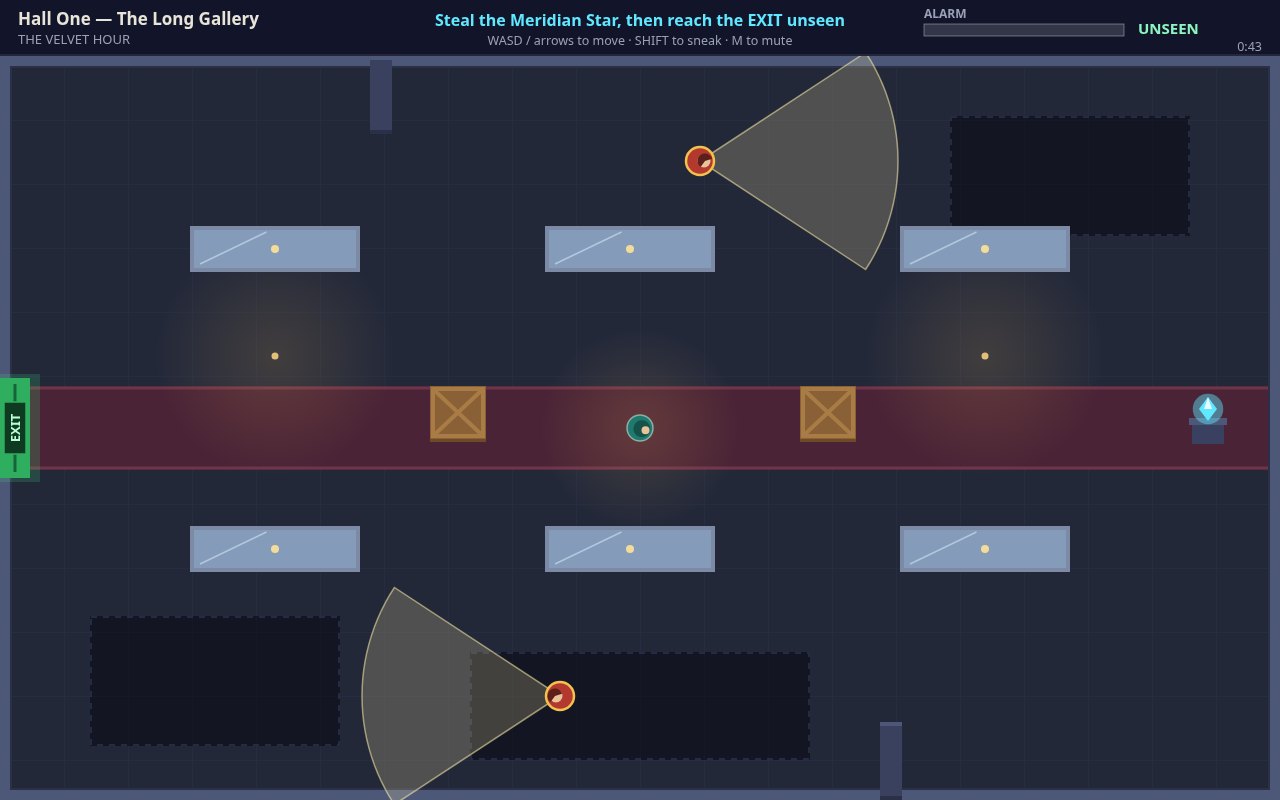 Hall One — The Long Gallery
THE VELVET HOUR
Steal the Meridian Star, then reach the EXIT unseen
WASD / arrows to move · SHIFT to sneak · M to mute
ALARM
UNSEEN
0:43
EXIT